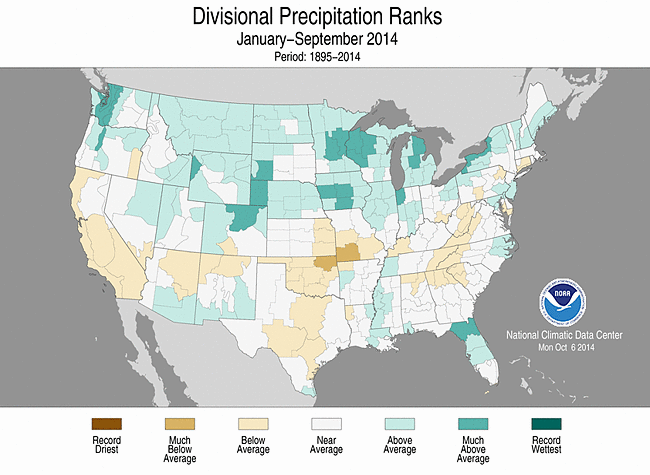 Divisional Precipitation Ranks
January-September 2014
Period: 1895-2014
NOAA
National Climatic Data Center
Mon Oct 6 2014
Record
Driest
Much
Below
Average
Below
Average
Near
Average
Above
Average
Much
Above
Average
Record
Wettest